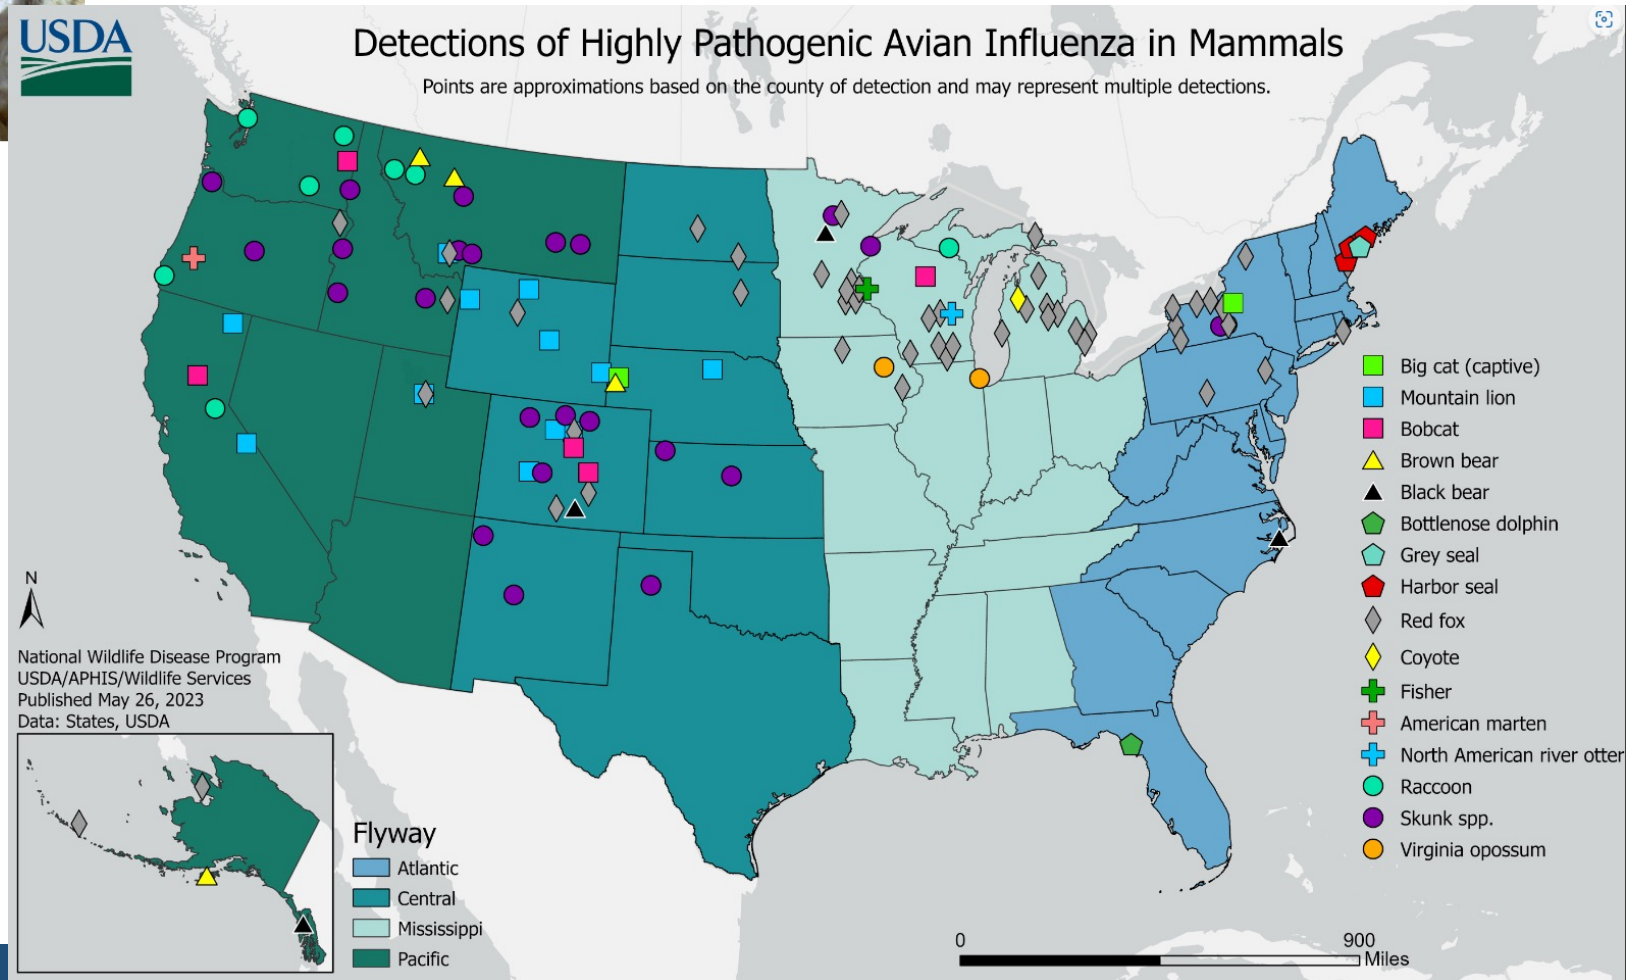 USDA
Detections of Highly Pathogenic Avian Influenza in Mammals
Points are approximations based on the county of detection and may represent multiple detections.
Big cat (captive)
Mountain lion
Bobcat
Brown bear
Black bear
Bottlenose dolphin
Grey seal
Harbor seal
Red fox
Coyote
Fisher
American marten
North American river otter
Raccoon
Skunk spp.
Virginia opossum
N
National Wildlife Disease Program
USDA/APHIS/Wildlife Services
Published May 26, 2023
Data: States, USDA
Flyway
Atlantic
Central
Mississippi
Pacific
0 900
Miles